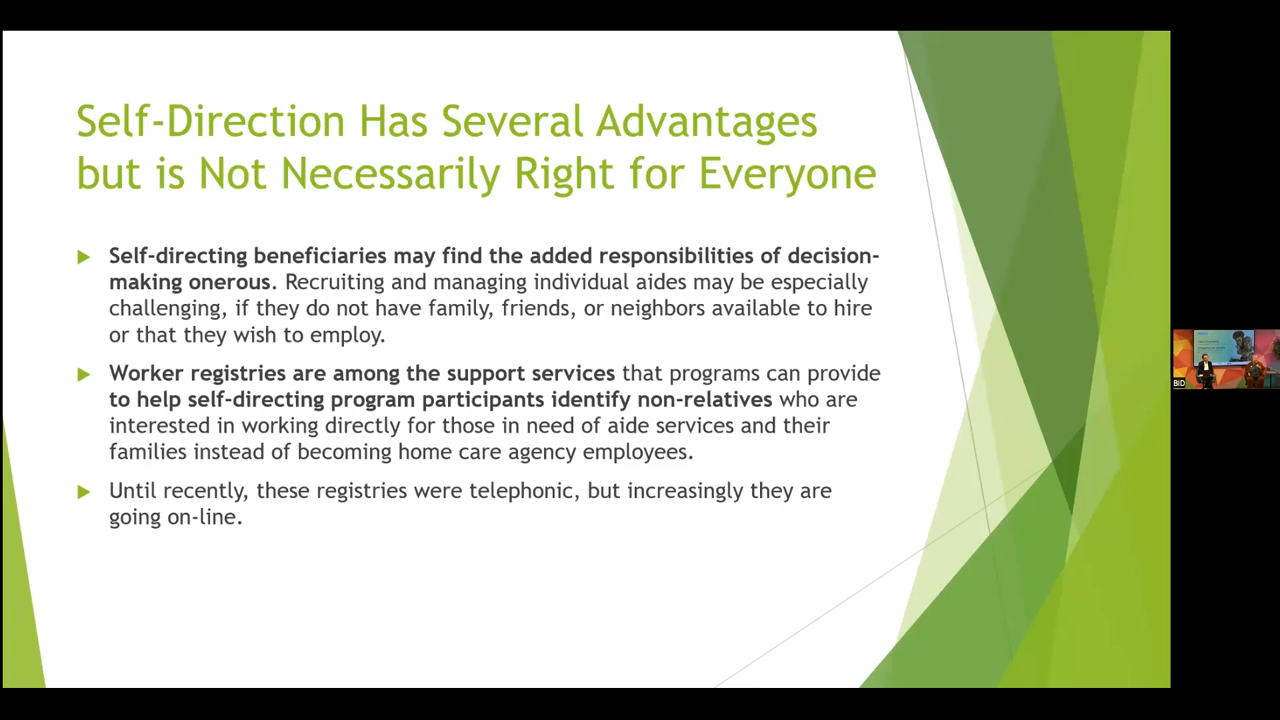 Self-Direction Has Several Advantages
but is Not Necessarily Right for Everyone
Self-directing beneficiaries may find the added responsibilities of decision-
making onerous. Recruiting and managing individual aides may be especially
challenging, if they do not have family, friends, or neighbors available to hire
or that they wish to employ.
Worker registries are among the support services that programs can provide
to help self-directing program participants identify non-relatives who are
interested in working directly for those in need of aide services and their
families instead of becoming home care agency employees.
Until recently, these registries were telephonic, but increasingly they are
going on-line.
BID